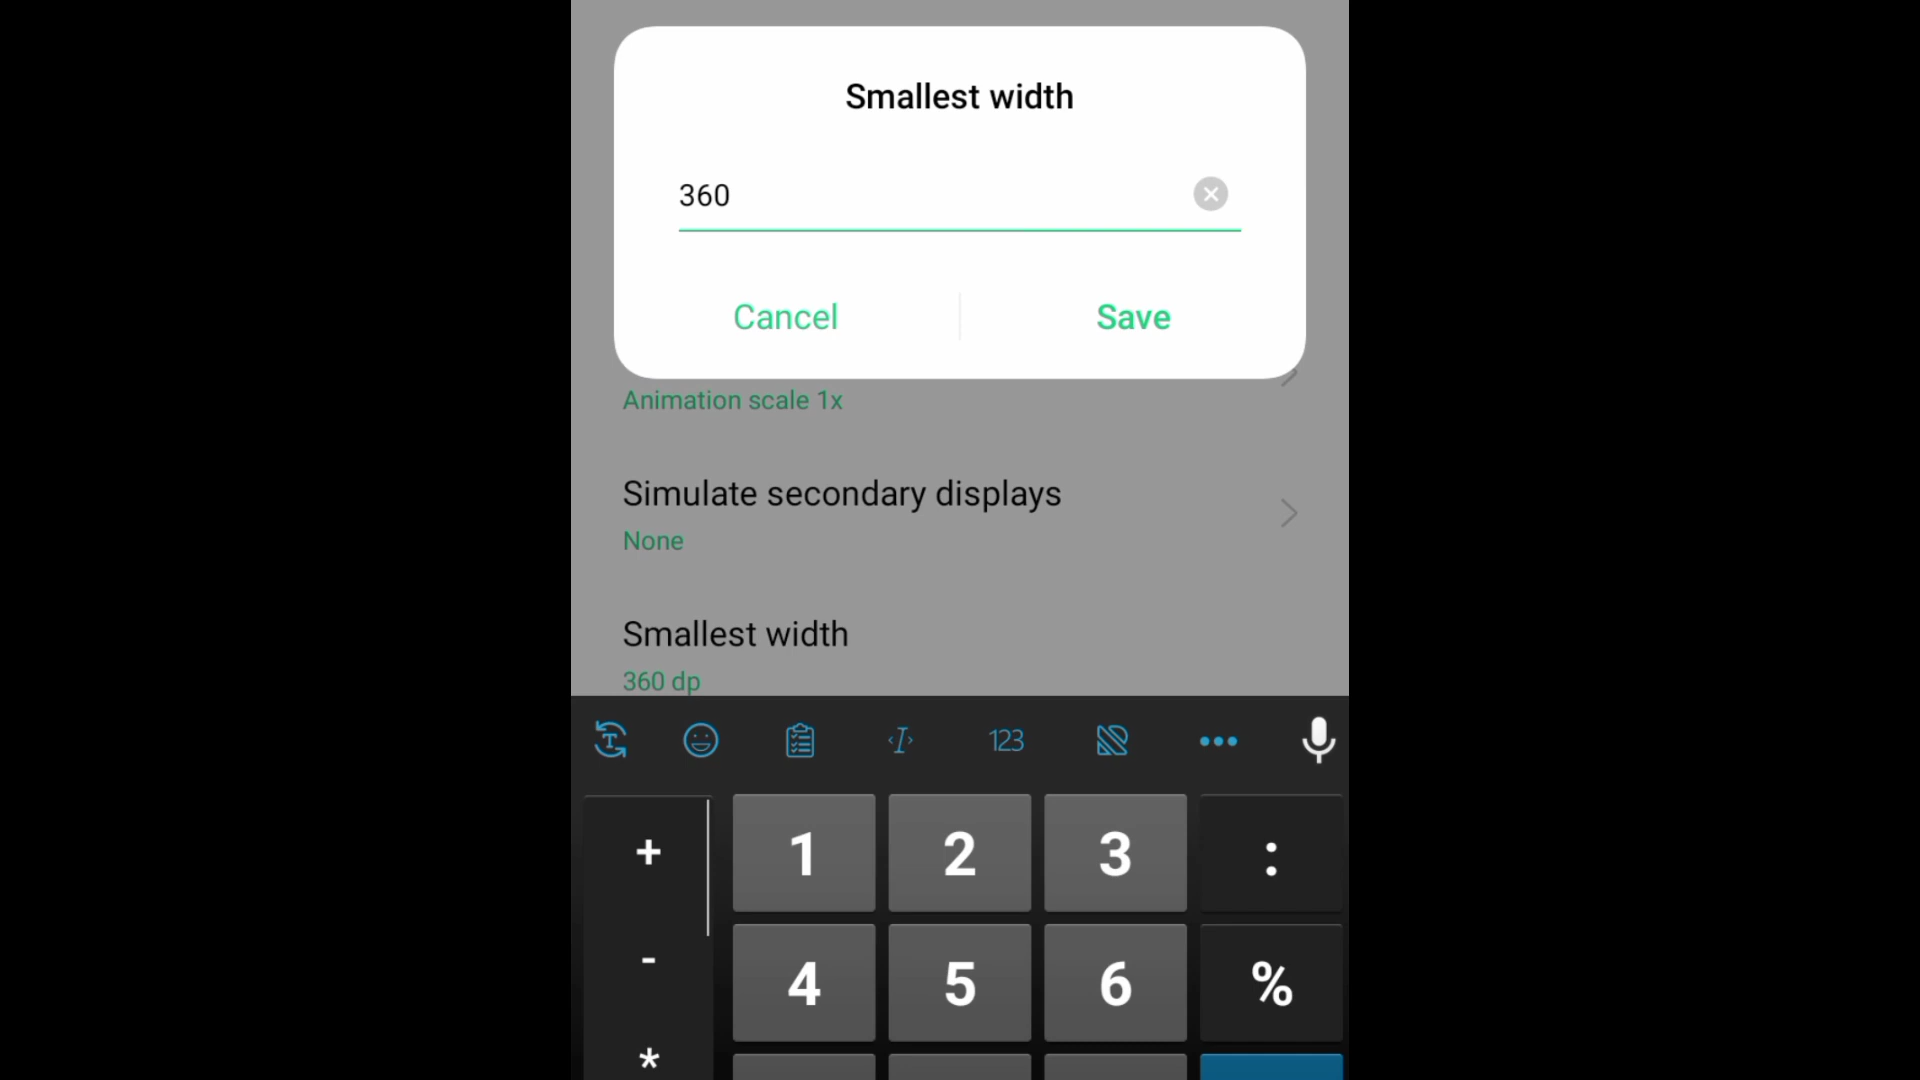 Smallest width
360
Cancel
Save
Animation scale 1x
Simulate secondary displays
None
Smallest width
360 dp
123
+ 1 2 3 :
- 4 5 6 %
*